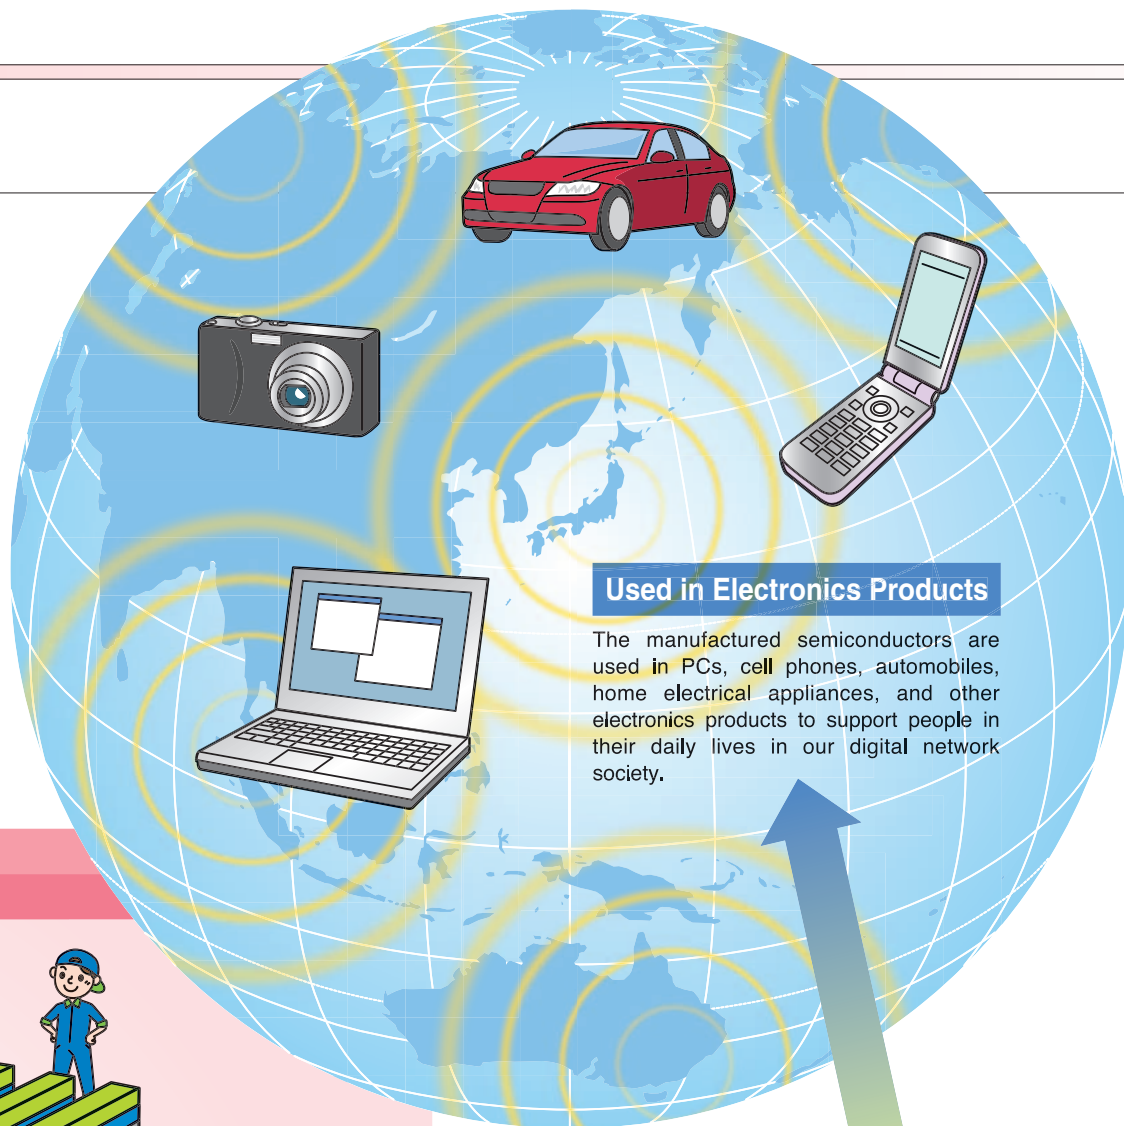 Used in Electronics Products
The manufactured semiconductors are
used in PCs, cell phones, automobiles,
home electrical appliances, and other
electronics products to support people in
their daily lives in our digital network
society.